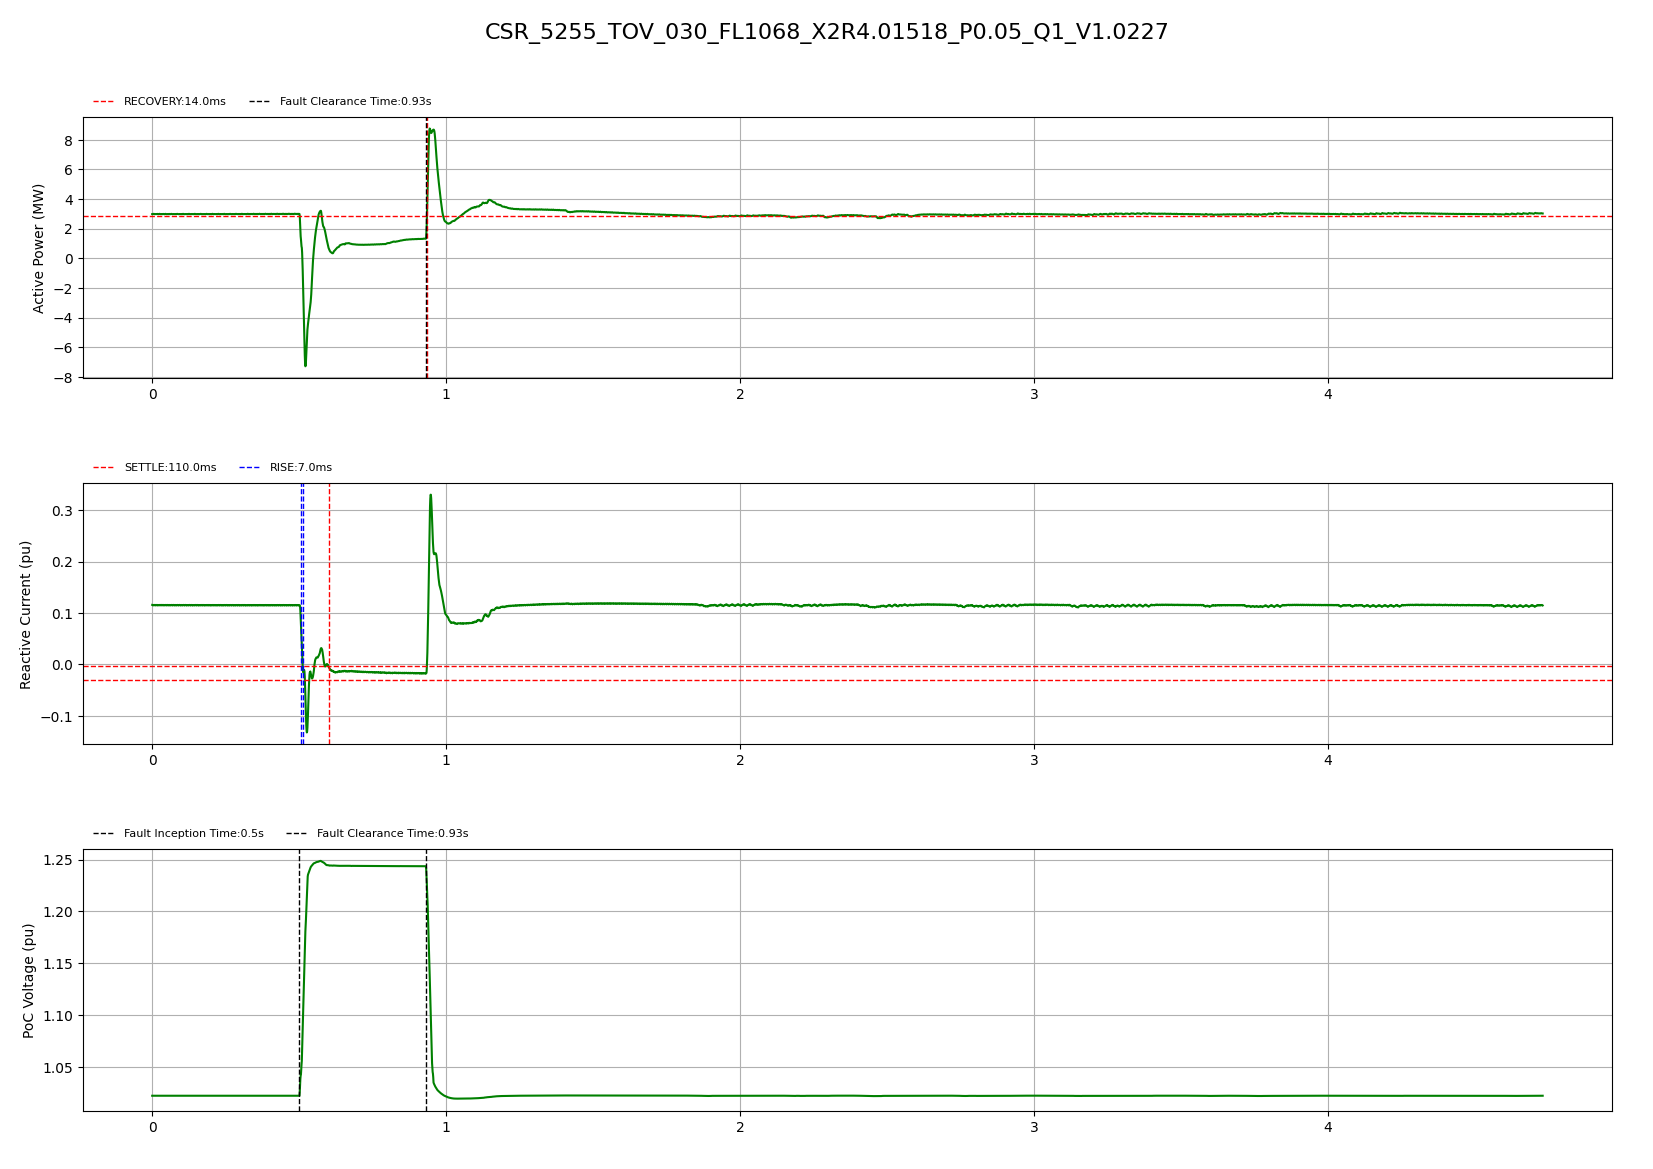 CSR_5255_TOV_030_FL1068_X2R4.01518_P0.05_Q1_V1.0227
RECOVERY:14.0ms Fault Clearance Time:0.93s
Active Power (MW)
8
6
4
2
0
−2
−4
−6
−8
0 1 2 3 4
SETTLE:110.0ms RISE:7.0ms
Reactive Current (pu)
0.3
0.2
0.1
0.0
−0.1
0 1 2 3 4
Fault Inception Time:0.5s Fault Clearance Time:0.93s
PoC Voltage (pu)
1.25
1.20
1.15
1.10
1.05
0 1 2 3 4